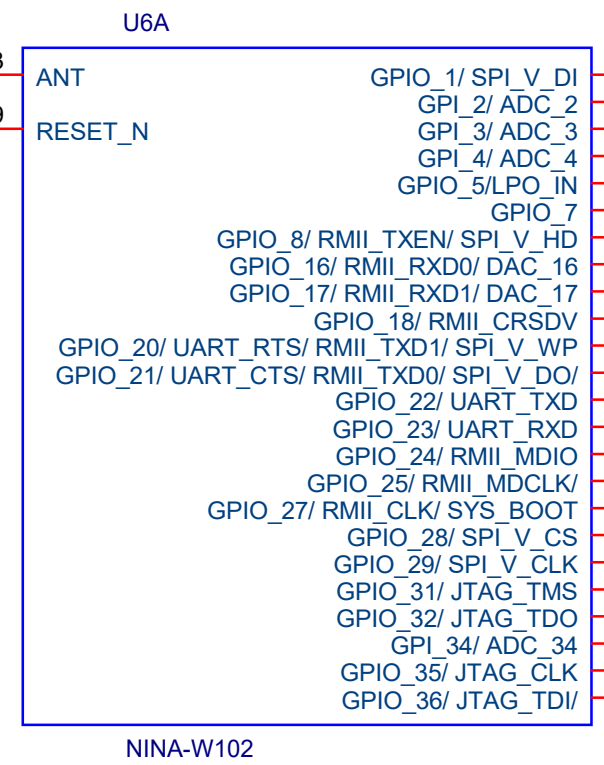 U6A
3
ANT
GPIO_1/ SPI_V_DI
GPI_2/ ADC_2
9
RESET_N
GPI_3/ ADC_3
GPI_4/ ADC_4
GPIO_5/LPO_IN
GPIO_7
GPIO_8/ RMII_TXEN/ SPI_V_HD
GPIO_16/ RMII_RXD0/ DAC_16
GPIO_17/ RMII_RXD1/ DAC_17
GPIO_18/ RMII_CRSDV
GPIO_20/ UART_RTS/ RMII_TXD1/ SPI_V_WP
GPIO_21/ UART_CTS/ RMII_TXD0/ SPI_V_DO/
GPIO_22/ UART_TXD
GPIO_23/ UART_RXD
GPIO_24/ RMII_MDIO
GPIO_25/ RMII_MDCLK/
GPIO_27/ RMII_CLK/ SYS_BOOT
GPIO_28/ SPI_V_CS
GPIO_29/ SPI_V_CLK
GPIO_31/ JTAG_TMS
GPIO_32/ JTAG_TDO
GPI_34/ ADC_34
GPIO_35/ JTAG_CLK
GPIO_36/ JTAG_TDI/
NINA-W102